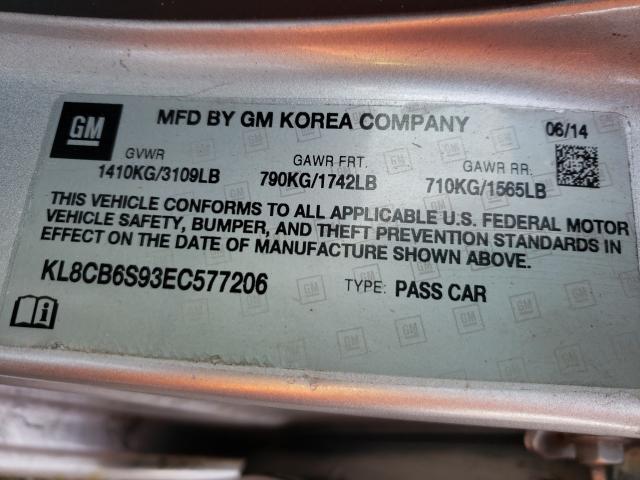 GM MFD BY GM KOREA COMPANY 06/14
GVWR GAWR FRT. GAWR RR.
1410KG/3109LB 790KG/1742LB 710KG/1565LB
THIS VEHICLE CONFORMS TO ALL APPLICABLE U.S. FEDERAL MOTOR
VEHICLE SAFETY, BUMPER, AND THEFT PREVENTION STANDARDS IN
EFFECT ON THE DATE OF MANUFACTURE SHOWN ABOVE.
KL8CB6S93EC577206 TYPE: PASS CAR